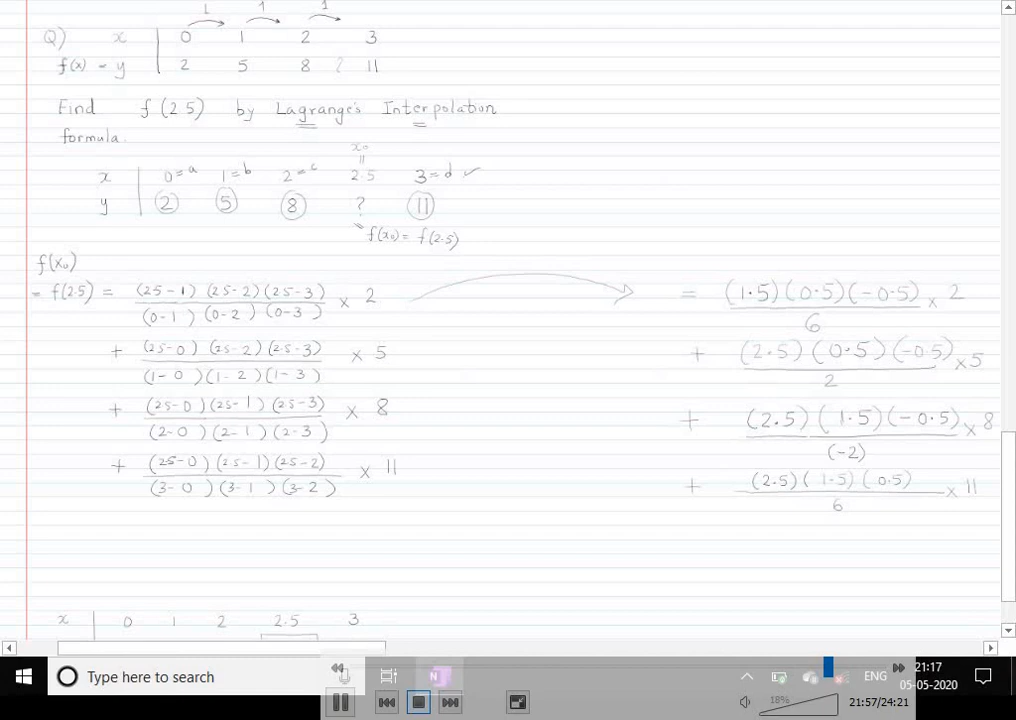 1 1 1
Q) x | 0 1 2 3
f(x) = y | 2 5 8 ? 11
Find f(2.5) by Lagrange's Interpolation
formula.
x₀
॥
x | 0=a 1=b 2=c 2.5 3=d ✓
y | 2 5 8 ? 11
f(x₀) = f(2.5)
f(x₀)
= f(2.5) = (2.5-1) (2.5-2) (2.5-3) / (0-1) (0-2) (0-3) × 2 = (1.5)(0.5)(-0.5) / 6 × 2
+ (2.5-0) (2.5-2) (2.5-3) / (1-0)(1-2)(1-3) × 5 + (2.5)(0.5)(-0.5) / 2 × 5
+ (2.5-0)(2.5-1)(2.5-3) / (2-0)(2-1)(2-3) × 8 + (2.5)(1.5)(-0.5) / (-2) × 8
+ (2.5-0)(2.5-1)(2.5-2) / (3-0)(3-1)(3-2) × 11 + (2.5)(1.5)(0.5) / 6 × 11
x | 0 1 2 2.5 3
Type here to search
N
ENG
21:17
05-05-2020
18%
21:57/24:21